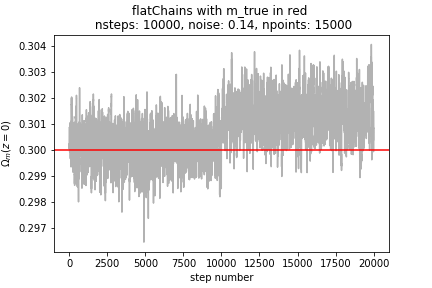 flatChains with m_true in red
nsteps: 10000, noise: 0.14, npoints: 15000
0.304
0.303
0.302
0.301
0.300
0.299
0.298
0.297
Ωm(z = 0)
0 2500 5000 7500 10000 12500 15000 17500 20000
step number